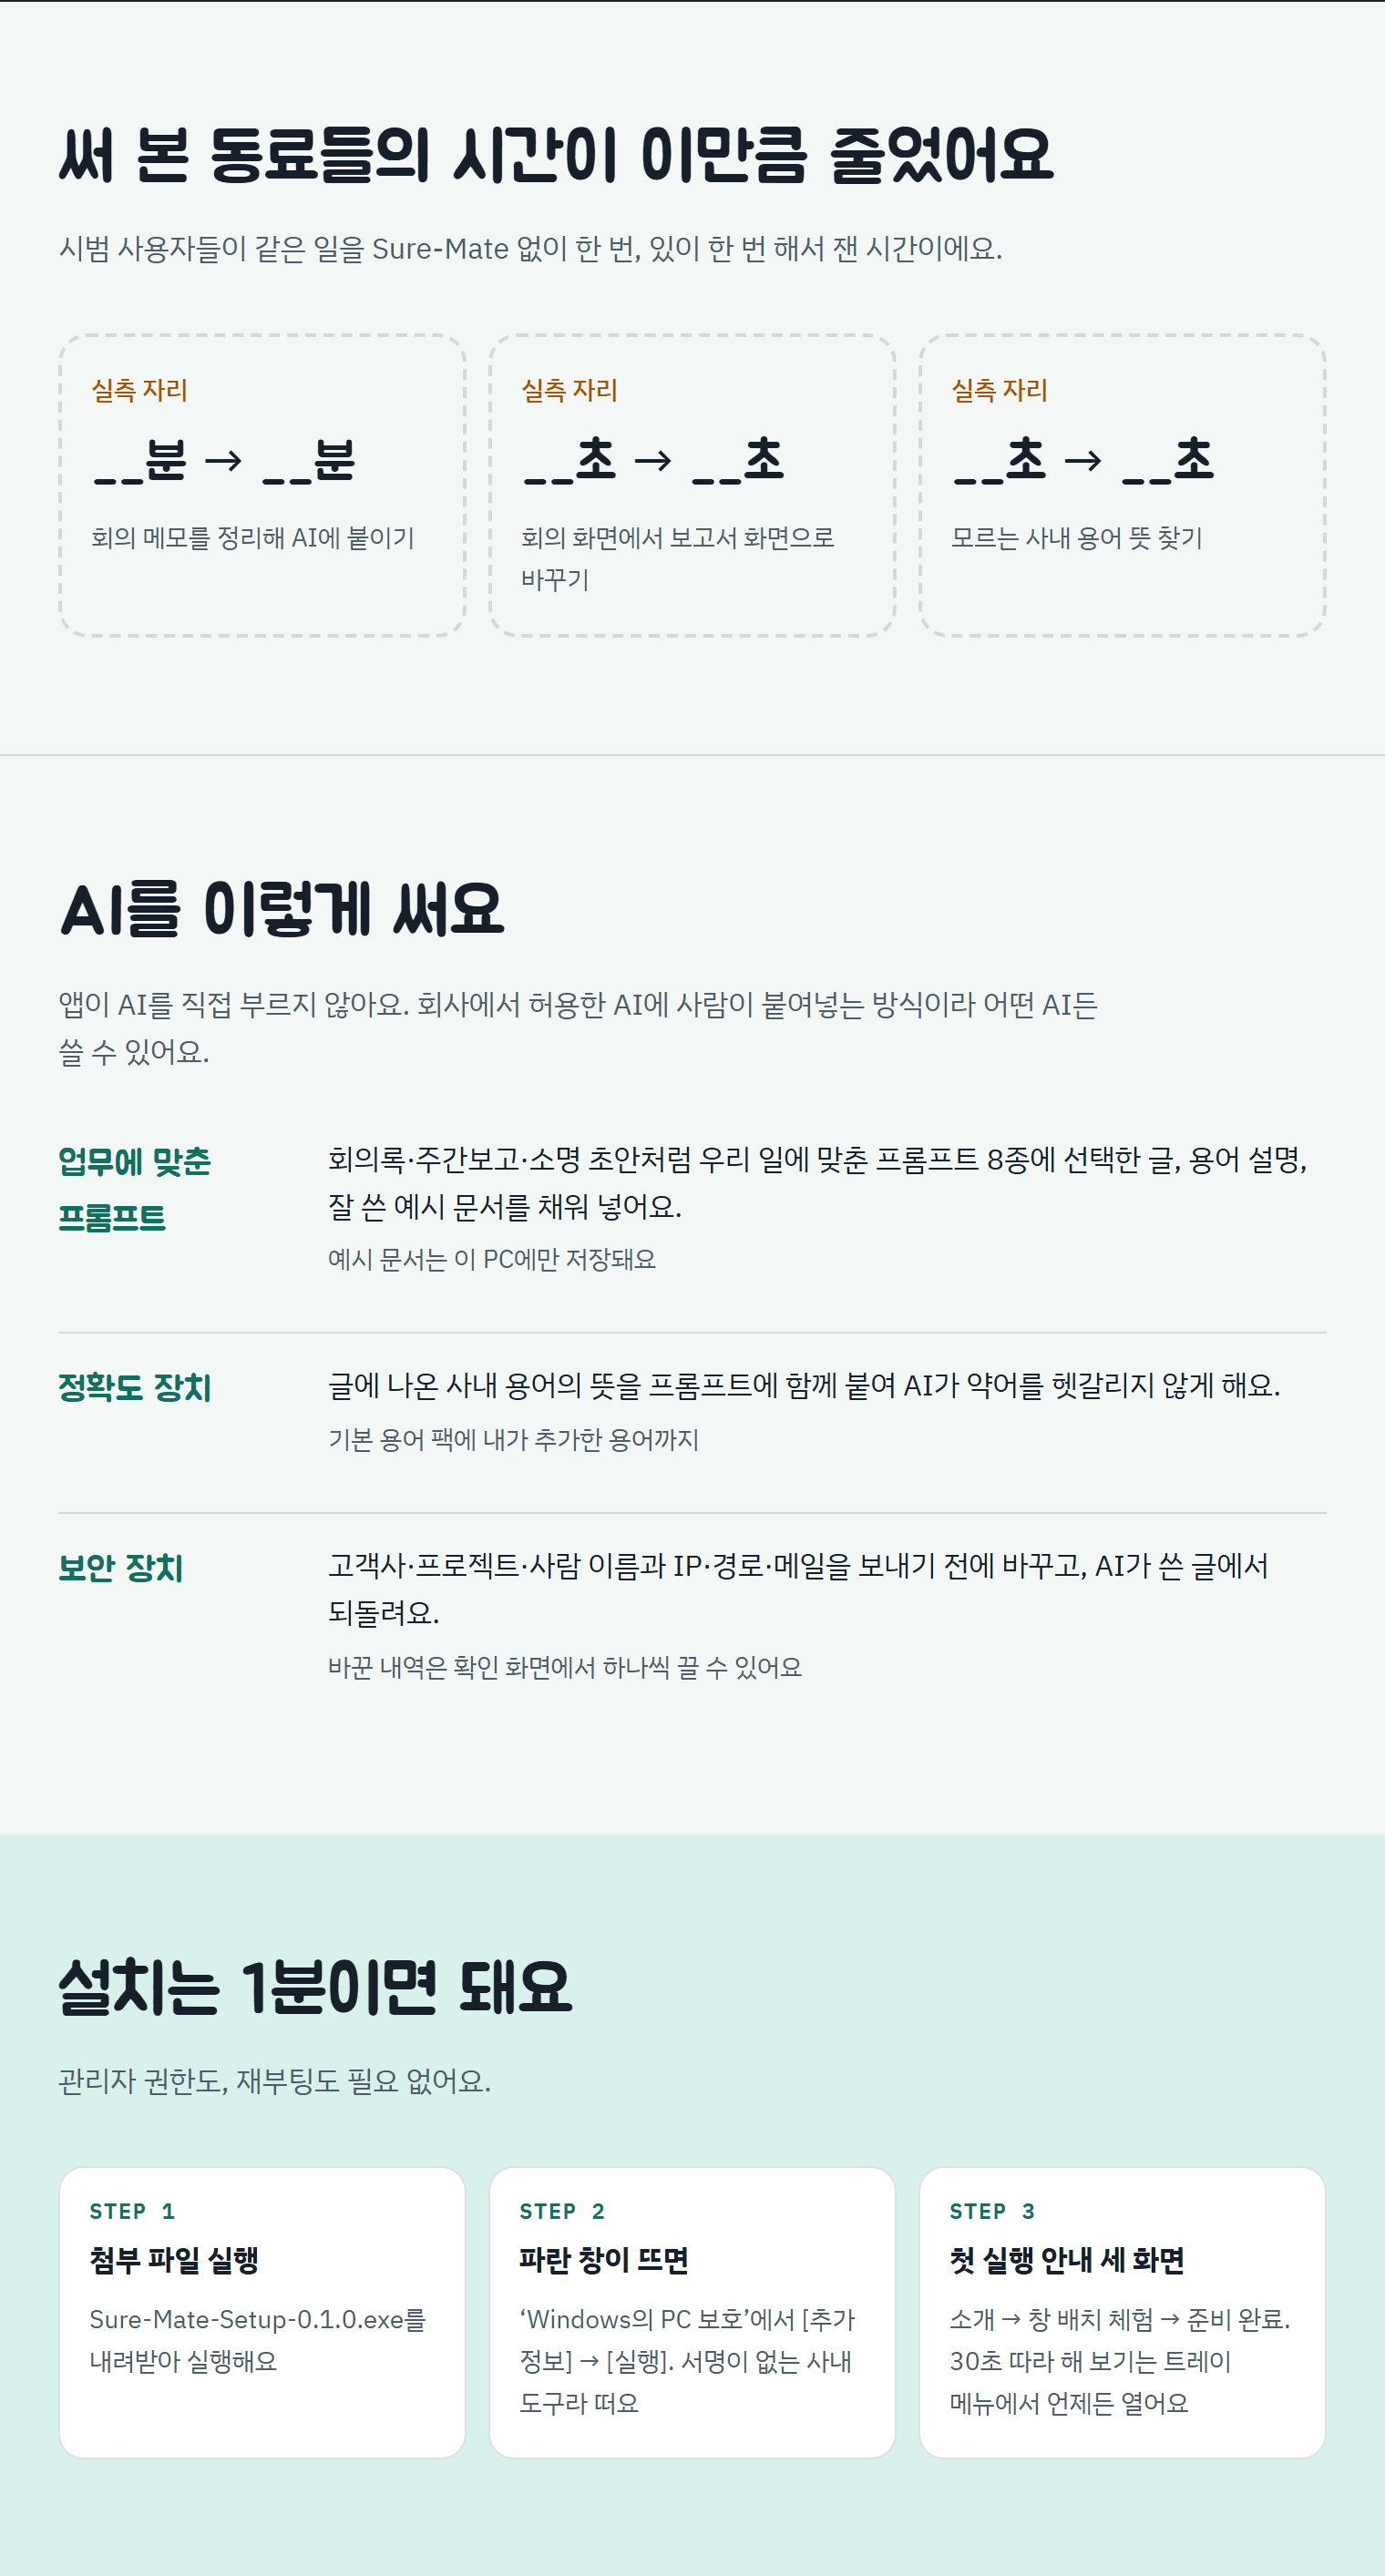 써 본 동료들의 시간이 이만큼 줄었어요
시범 사용자들이 같은 일을 Sure-Mate 없이 한 번, 있이 한 번 해서 잰 시간이에요.
실측 자리
__분 → __분
회의 메모를 정리해 AI에 붙이기
실측 자리
__초 → __초
회의 화면에서 보고서 화면으로
바꾸기
실측 자리
__초 → __초
모르는 사내 용어 뜻 찾기
AI를 이렇게 써요
앱이 AI를 직접 부르지 않아요. 회사에서 허용한 AI에 사람이 붙여넣는 방식이라 어떤 AI든
쓸 수 있어요.
업무에 맞춘
프롬프트
회의록·주간보고·소명 초안처럼 우리 일에 맞춘 프롬프트 8종에 선택한 글, 용어 설명,
잘 쓴 예시 문서를 채워 넣어요.
예시 문서는 이 PC에만 저장돼요
정확도 장치
글에 나온 사내 용어의 뜻을 프롬프트에 함께 붙여 AI가 약어를 헷갈리지 않게 해요.
기본 용어 팩에 내가 추가한 용어까지
보안 장치
고객사·프로젝트·사람 이름과 IP·경로·메일을 보내기 전에 바꾸고, AI가 쓴 글에서
되돌려요.
바꾼 내역은 확인 화면에서 하나씩 끌 수 있어요
설치는 1분이면 돼요
관리자 권한도, 재부팅도 필요 없어요.
STEP 1
첨부 파일 실행
Sure-Mate-Setup-0.1.0.exe를
내려받아 실행해요
STEP 2
파란 창이 뜨면
‘Windows의 PC 보호’에서 [추가
정보] → [실행]. 서명이 없는 사내
도구라 떠요
STEP 3
첫 실행 안내 세 화면
소개 → 창 배치 체험 → 준비 완료.
30초 따라 해 보기는 트레이
메뉴에서 언제든 열어요